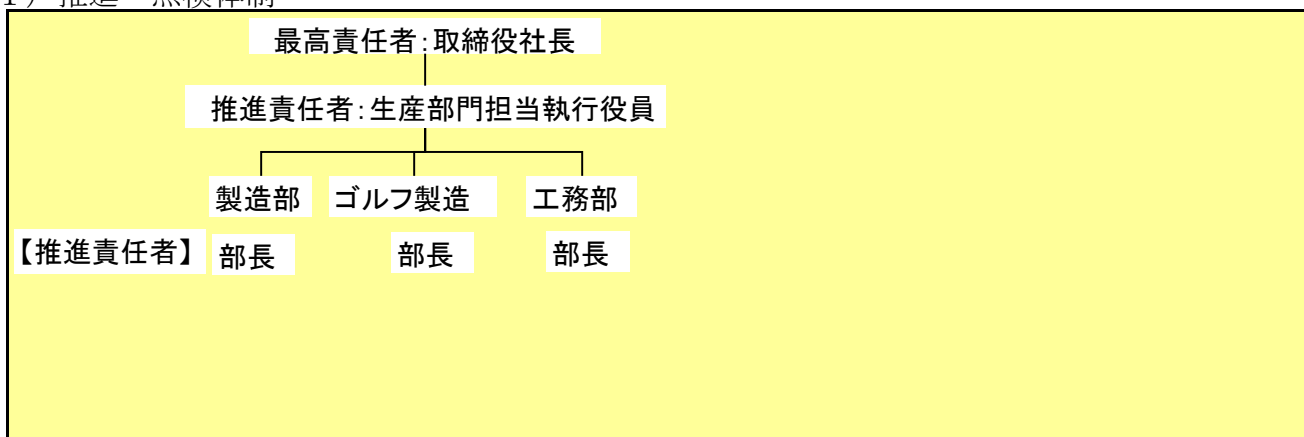 最高責任者:取締役社長
推進責任者:生産部門担当執行役員
製造部 ゴルフ製造 工務部
【推進責任者】 部長 部長 部長